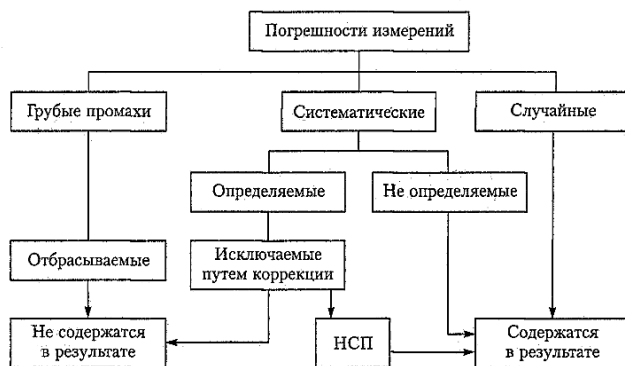 Погрешности измерений
Грубые промахи
Систематические
Случайные
Определяемые
Не определяемые
Отбрасываемые
Исключаемые
путем коррекции
Не содержатся
в результате
НСП
Содержатся
в результате